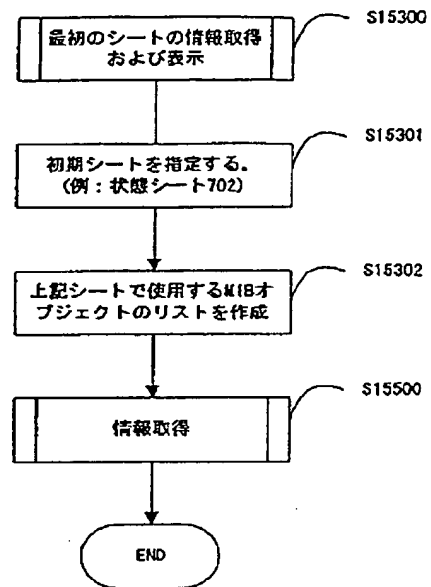 S15300
最初のシートの情報取得
および表示
S15301
初期シートを指定する。
(例：状態シート702)
S15302
上記シートで使用するMIBオ
ブジェクトのリストを作成
S15500
情報取得
END